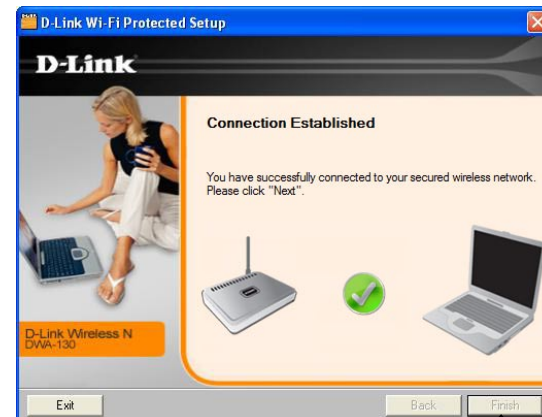 D-Link Wi-Fi Protected Setup
D-Link
Connection Established
You have successfully connected to your secured wireless network.
Please click "Next".
D-Link Wireless N
DWA-130
Exit
Back
Finish